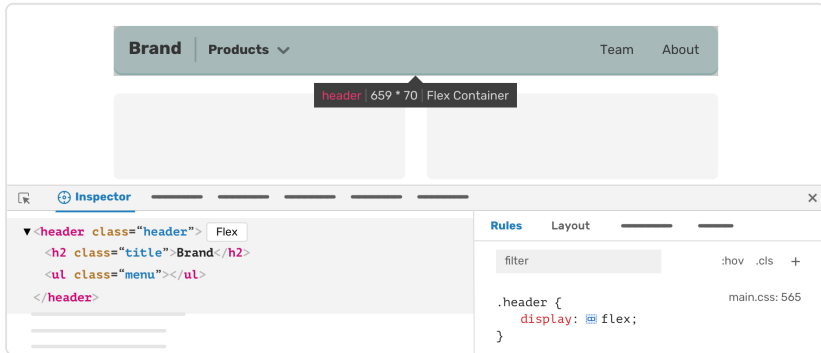 Brand Products Team About
header 659 * 70 Flex Container
Inspector
<header class=“header”> Flex
<h2 class=“title”>Brand</h2>
<ul class=“menu”></ul>
</header>
Rules Layout
filter :hov .cls +
.header { main.css: 565
display: flex;
}